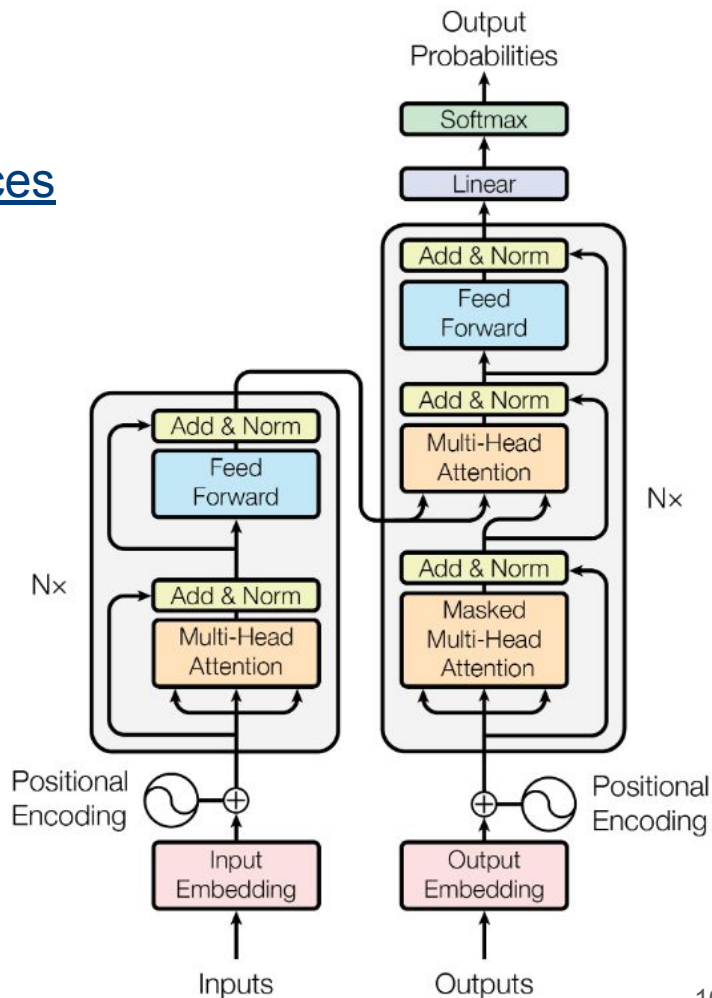 Output
Probabilities
Softmax
Linear
Add & Norm
Feed
Forward
Add & Norm
Multi-Head
Attention
Nx
Add & Norm
Masked
Multi-Head
Attention
Positional
Encoding
Output
Embedding
Outputs
Add & Norm
Feed
Forward
Nx
Add & Norm
Multi-Head
Attention
Positional
Encoding
Input
Embedding
Inputs